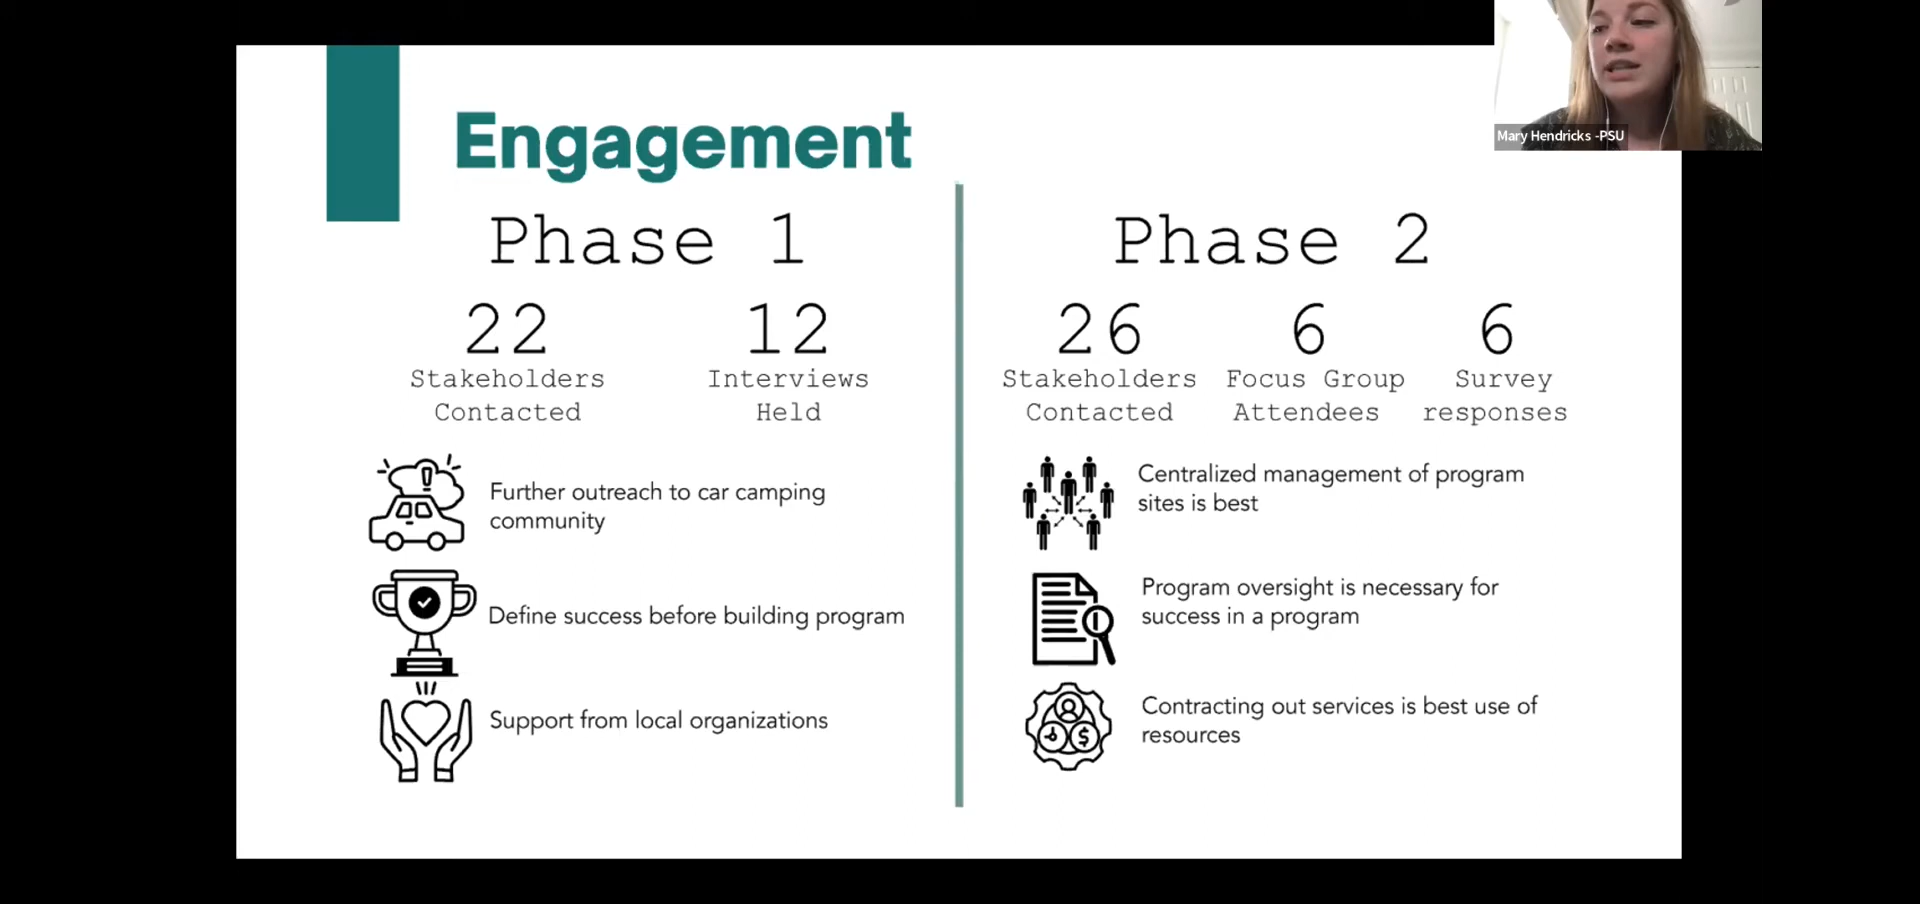 Mary Hendricks -PSU
Engagement
Phase 1
22
Stakeholders
Contacted
12
Interviews
Held
Further outreach to car camping
community
Define success before building program
Support from local organizations
Phase 2
26
Stakeholders
Contacted
6
Focus Group
Attendees
6
Survey
responses
Centralized management of program
sites is best
Program oversight is necessary for
success in a program
Contracting out services is best use of
resources